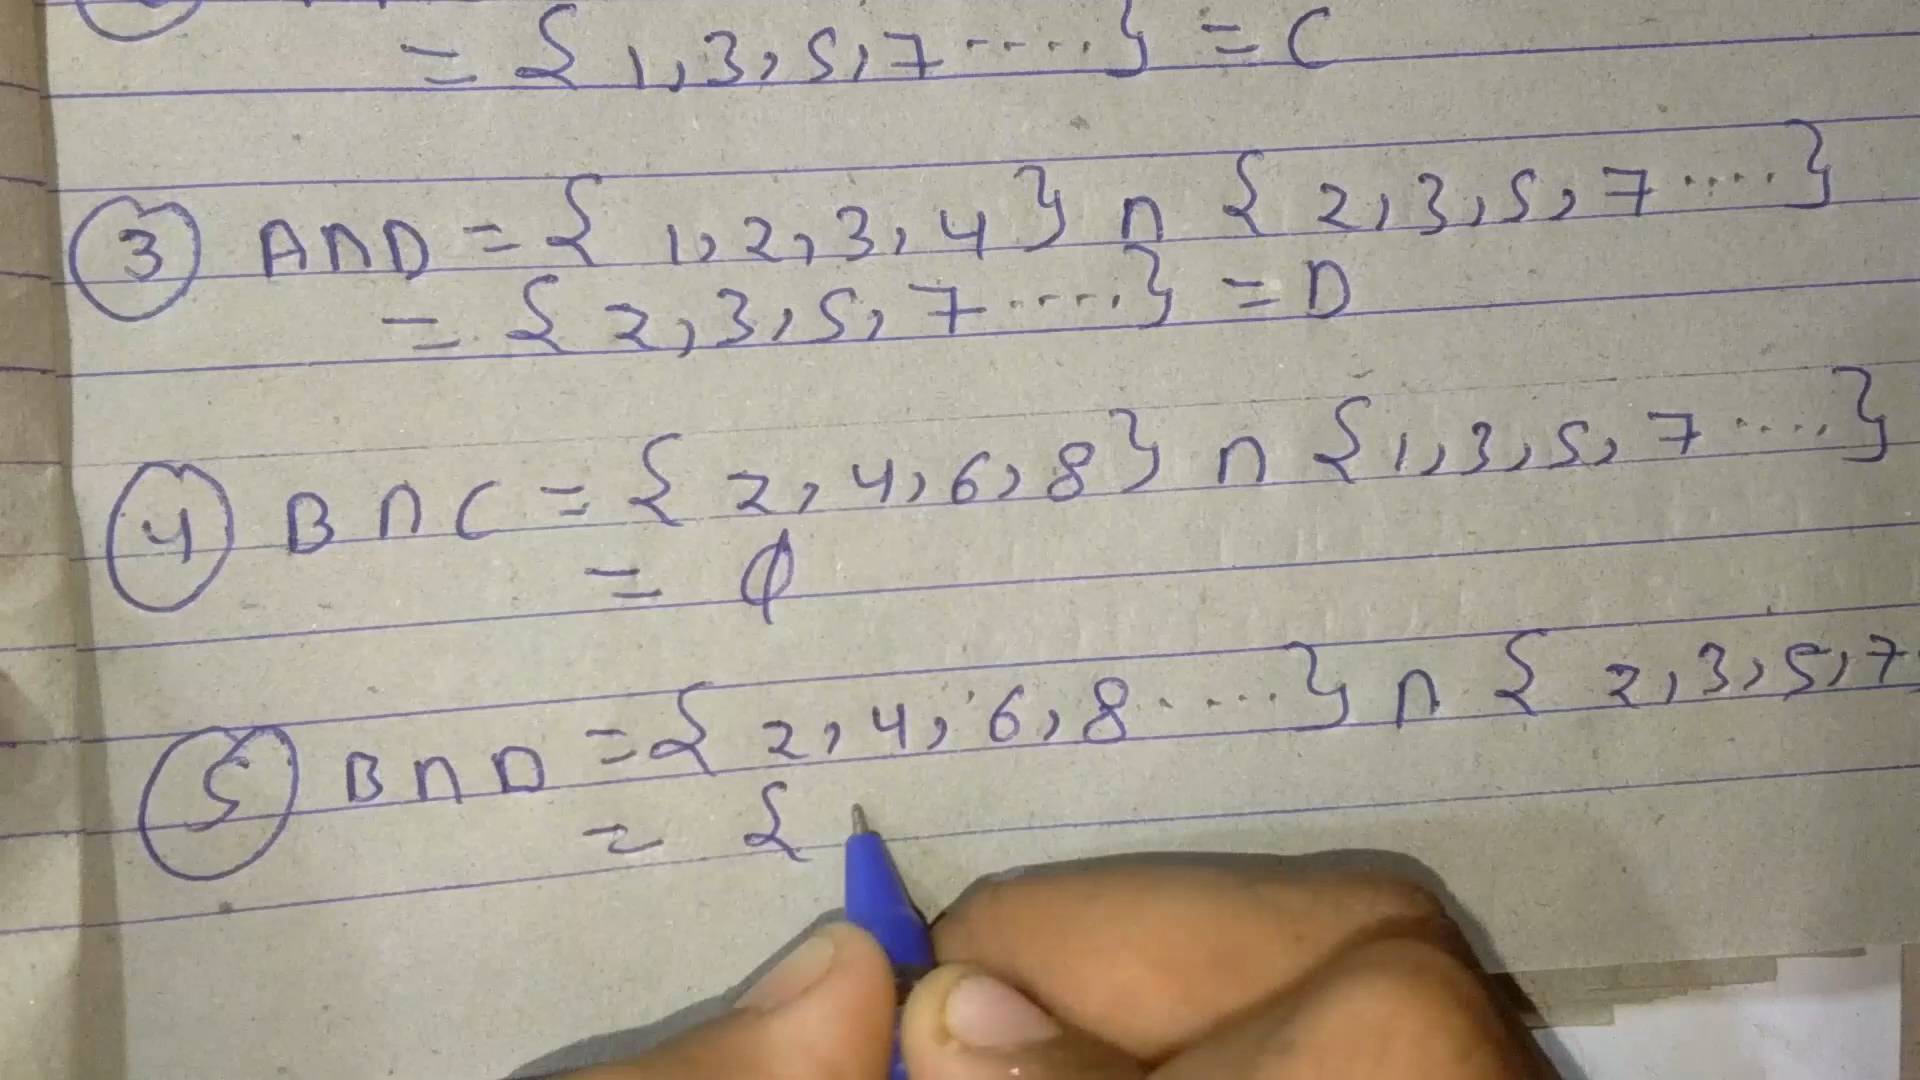 = { 1, 3, 5, 7 .....} = C
3 A ∩ D = { 1, 2, 3, 4 } ∩ { 2, 3, 5, 7 .....}
= { 2, 3, 5, 7 .....} = D
4 B ∩ C = { 2, 4, 6, 8 } ∩ { 1, 3, 5, 7 .....}
= ϕ
5 B ∩ D = { 2, 4, 6, 8 .....} ∩ { 2, 3, 5, 7
= {